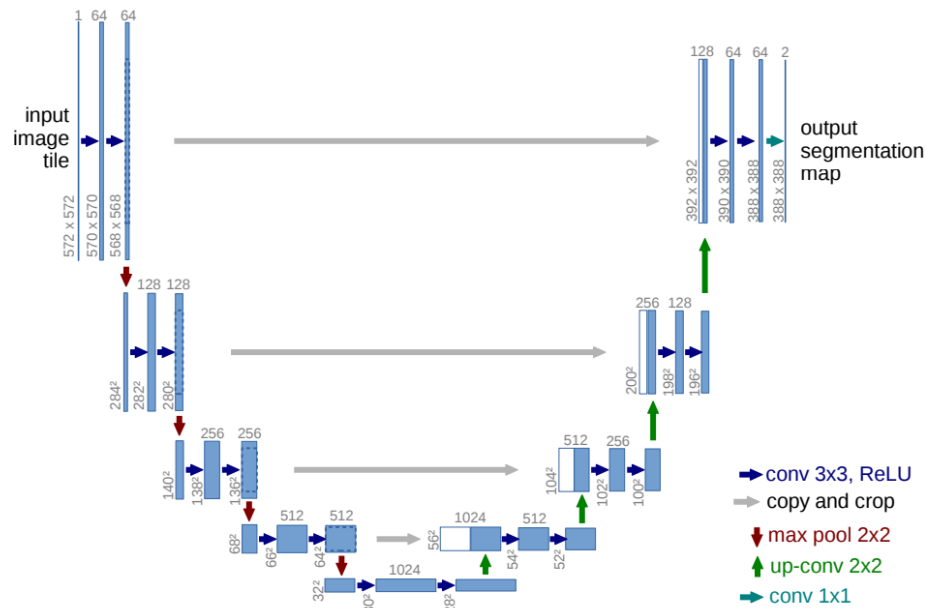 1 64 64
input
image
tile
572 x 572
570 x 570
568 x 568
128 64 64 2
output
segmentation
map
392 x 392
390 x 390
388 x 388
388 x 388
128 128
284²
282²
280²
256 128
200²
198²
196²
256 256
140²
138²
136²
512 256
104²
102²
100²
512 512
68²
66²
64²
1024 512
56²
54²
52²
1024
32²
conv 3x3, ReLU
copy and crop
max pool 2x2
up-conv 2x2
conv 1x1